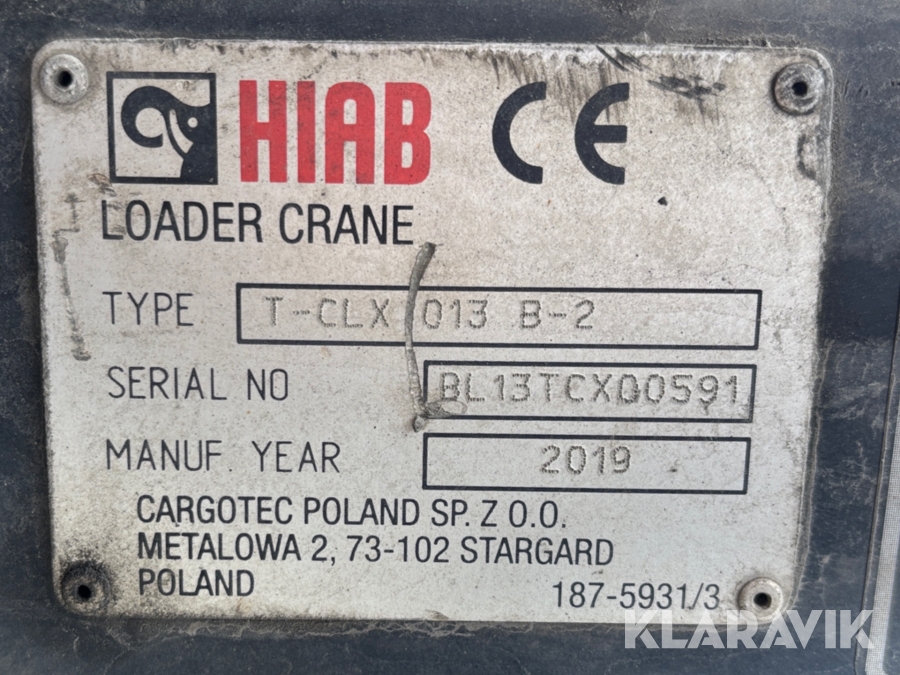 HIAB CE
LOADER CRANE
TYPE T-CLX 013 B-2
SERIAL NO BL13TCX00591
MANUF. YEAR 2019
CARGOTEC POLAND SP. Z O.O.
METALOWA 2, 73-102 STARGARD
POLAND 187-5931/3
KLARAVIK